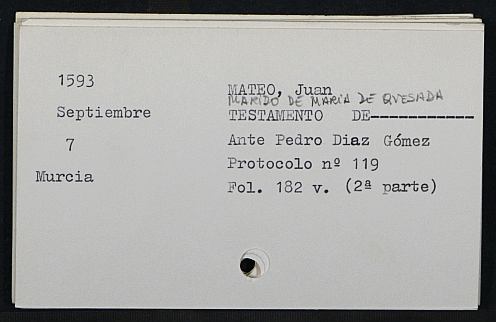 1593
MATEO, Juan
MARIDO DE MARIA DE QUESADA
Septiembre
TESTAMENTO DE------------
7
Ante Pedro Diaz Gómez
Protocolo nº 119
Murcia
Fol. 182 v. (2ª parte)